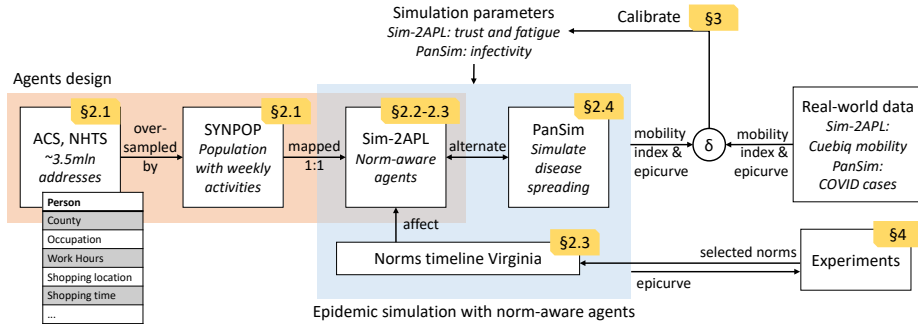 Simulation parameters
Sim-2APL: trust and fatigue
PanSim: infectivity
Calibrate
§3
Agents design
§2.1
ACS, NHTS
~3.5mln
addresses
over-
sampled
by
§2.1
SYNPOP
Population
with weekly
activities
mapped
1:1
§2.2-2.3
Sim-2APL
Norm-aware
agents
alternate
§2.4
PanSim
Simulate
disease
spreading
mobility
index &
epicurve
δ
mobility
index &
epicurve
Real-world data
Sim-2APL:
Cuebiq mobility
PanSim:
COVID cases
Person
County
Occupation
Work Hours
Shopping location
Shopping time
...
affect
§2.3
Norms timeline Virginia
selected norms
epicurve
§4
Experiments
Epidemic simulation with norm-aware agents